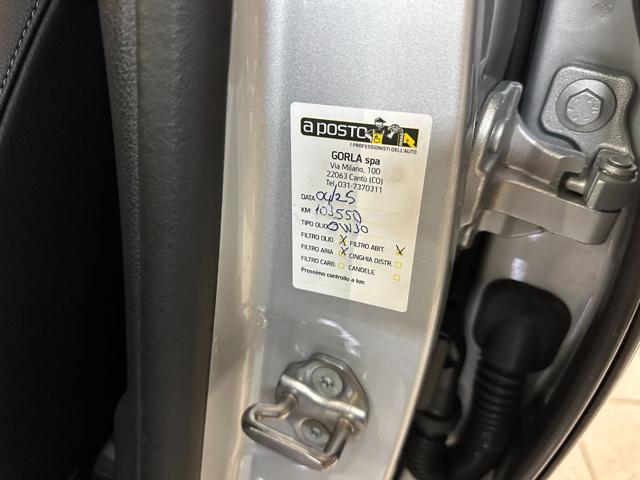 a posto
I PROFESSIONISTI DELL'AUTO
GORLA spa
Via Milano, 100
22063 Cantù (CO)
Tel. 031-7370311
DATA 04/25
KM 103550
TIPO OLIO 0W30
FILTRO OLIO X FILTRO ABIT. X
FILTRO ARIA X CINGHIA DISTR.
FILTRO CARB. CANDELE
Prossimo controllo a km